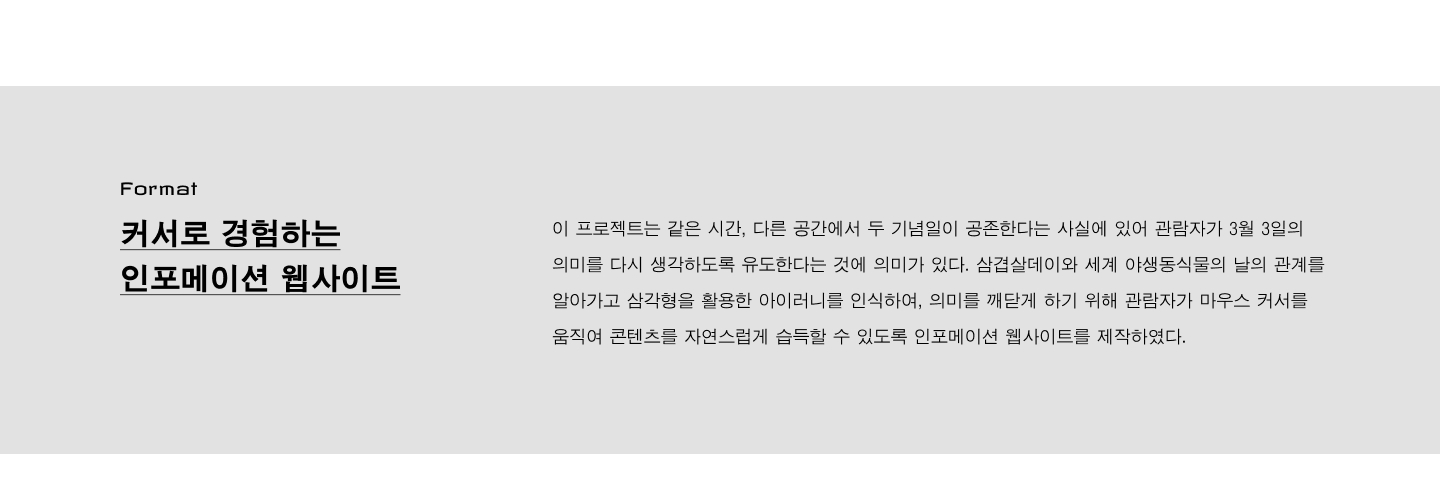 Format
커서로 경험하는
인포메이션 웹사이트
이 프로젝트는 같은 시간, 다른 공간에서 두 기념일이 공존한다는 사실에 있어 관람자가 3월 3일의
의미를 다시 생각하도록 유도한다는 것에 의미가 있다. 삼겹살데이와 세계 야생동식물의 날의 관계를
알아가고 삼각형을 활용한 아이러니를 인식하여, 의미를 깨닫게 하기 위해 관람자가 마우스 커서를
움직여 콘텐츠를 자연스럽게 습득할 수 있도록 인포메이션 웹사이트를 제작하였다.